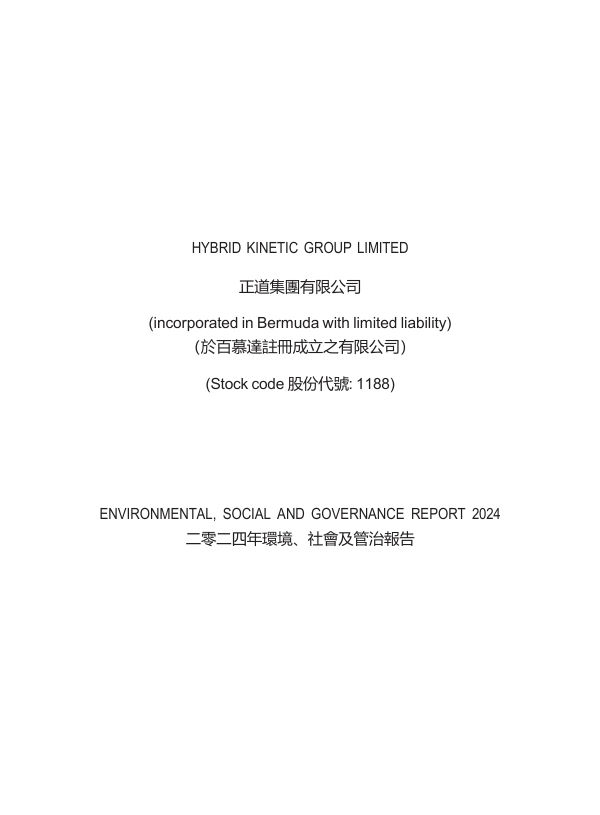 HYBRID KINETIC GROUP LIMITED
正道集團有限公司
(incorporated in Bermuda with limited liability)
(於百慕達註冊成立之有限公司)
(Stock code 股份代號: 1188)
ENVIRONMENTAL, SOCIAL AND GOVERNANCE REPORT 2024
二零二四年環境、社會及管治報告